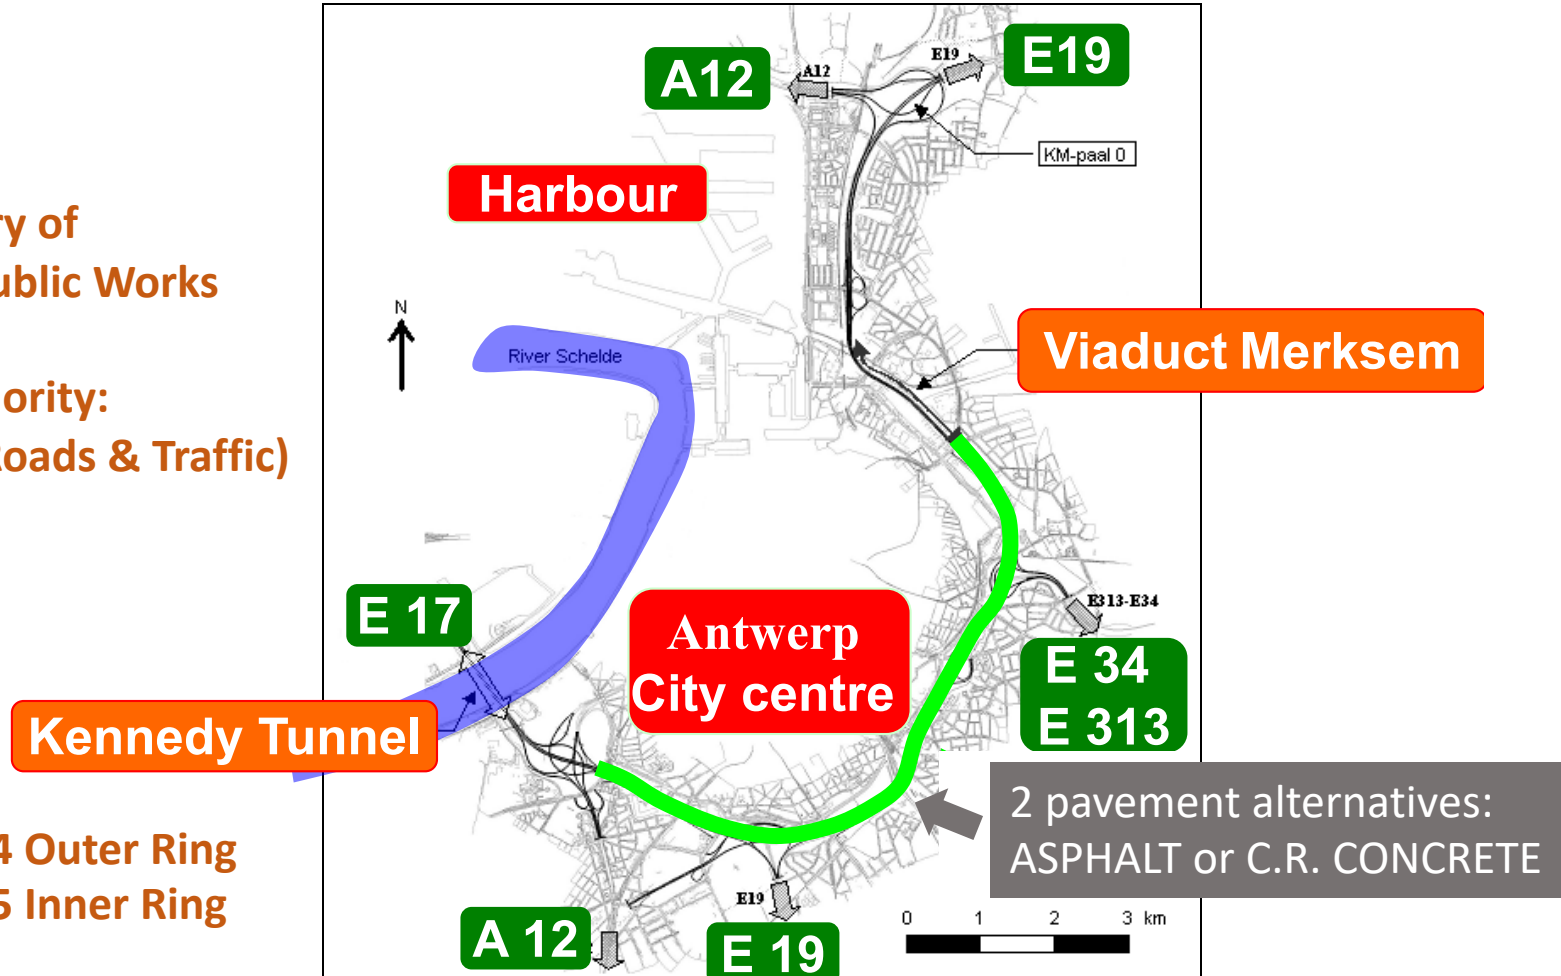 A12
E19
A12
E19
KM-paal 0
Harbour
ry of
ublic Works
N
River Schelde
Viaduct Merksem
ority:
Roads & Traffic)
E 17
E313-E34
Antwerp
City centre
E 34
E 313
Kennedy Tunnel
2 pavement alternatives:
ASPHALT or C.R. CONCRETE
4 Outer Ring
5 Inner Ring
E19
A 12
E 19
0 1 2 3 km